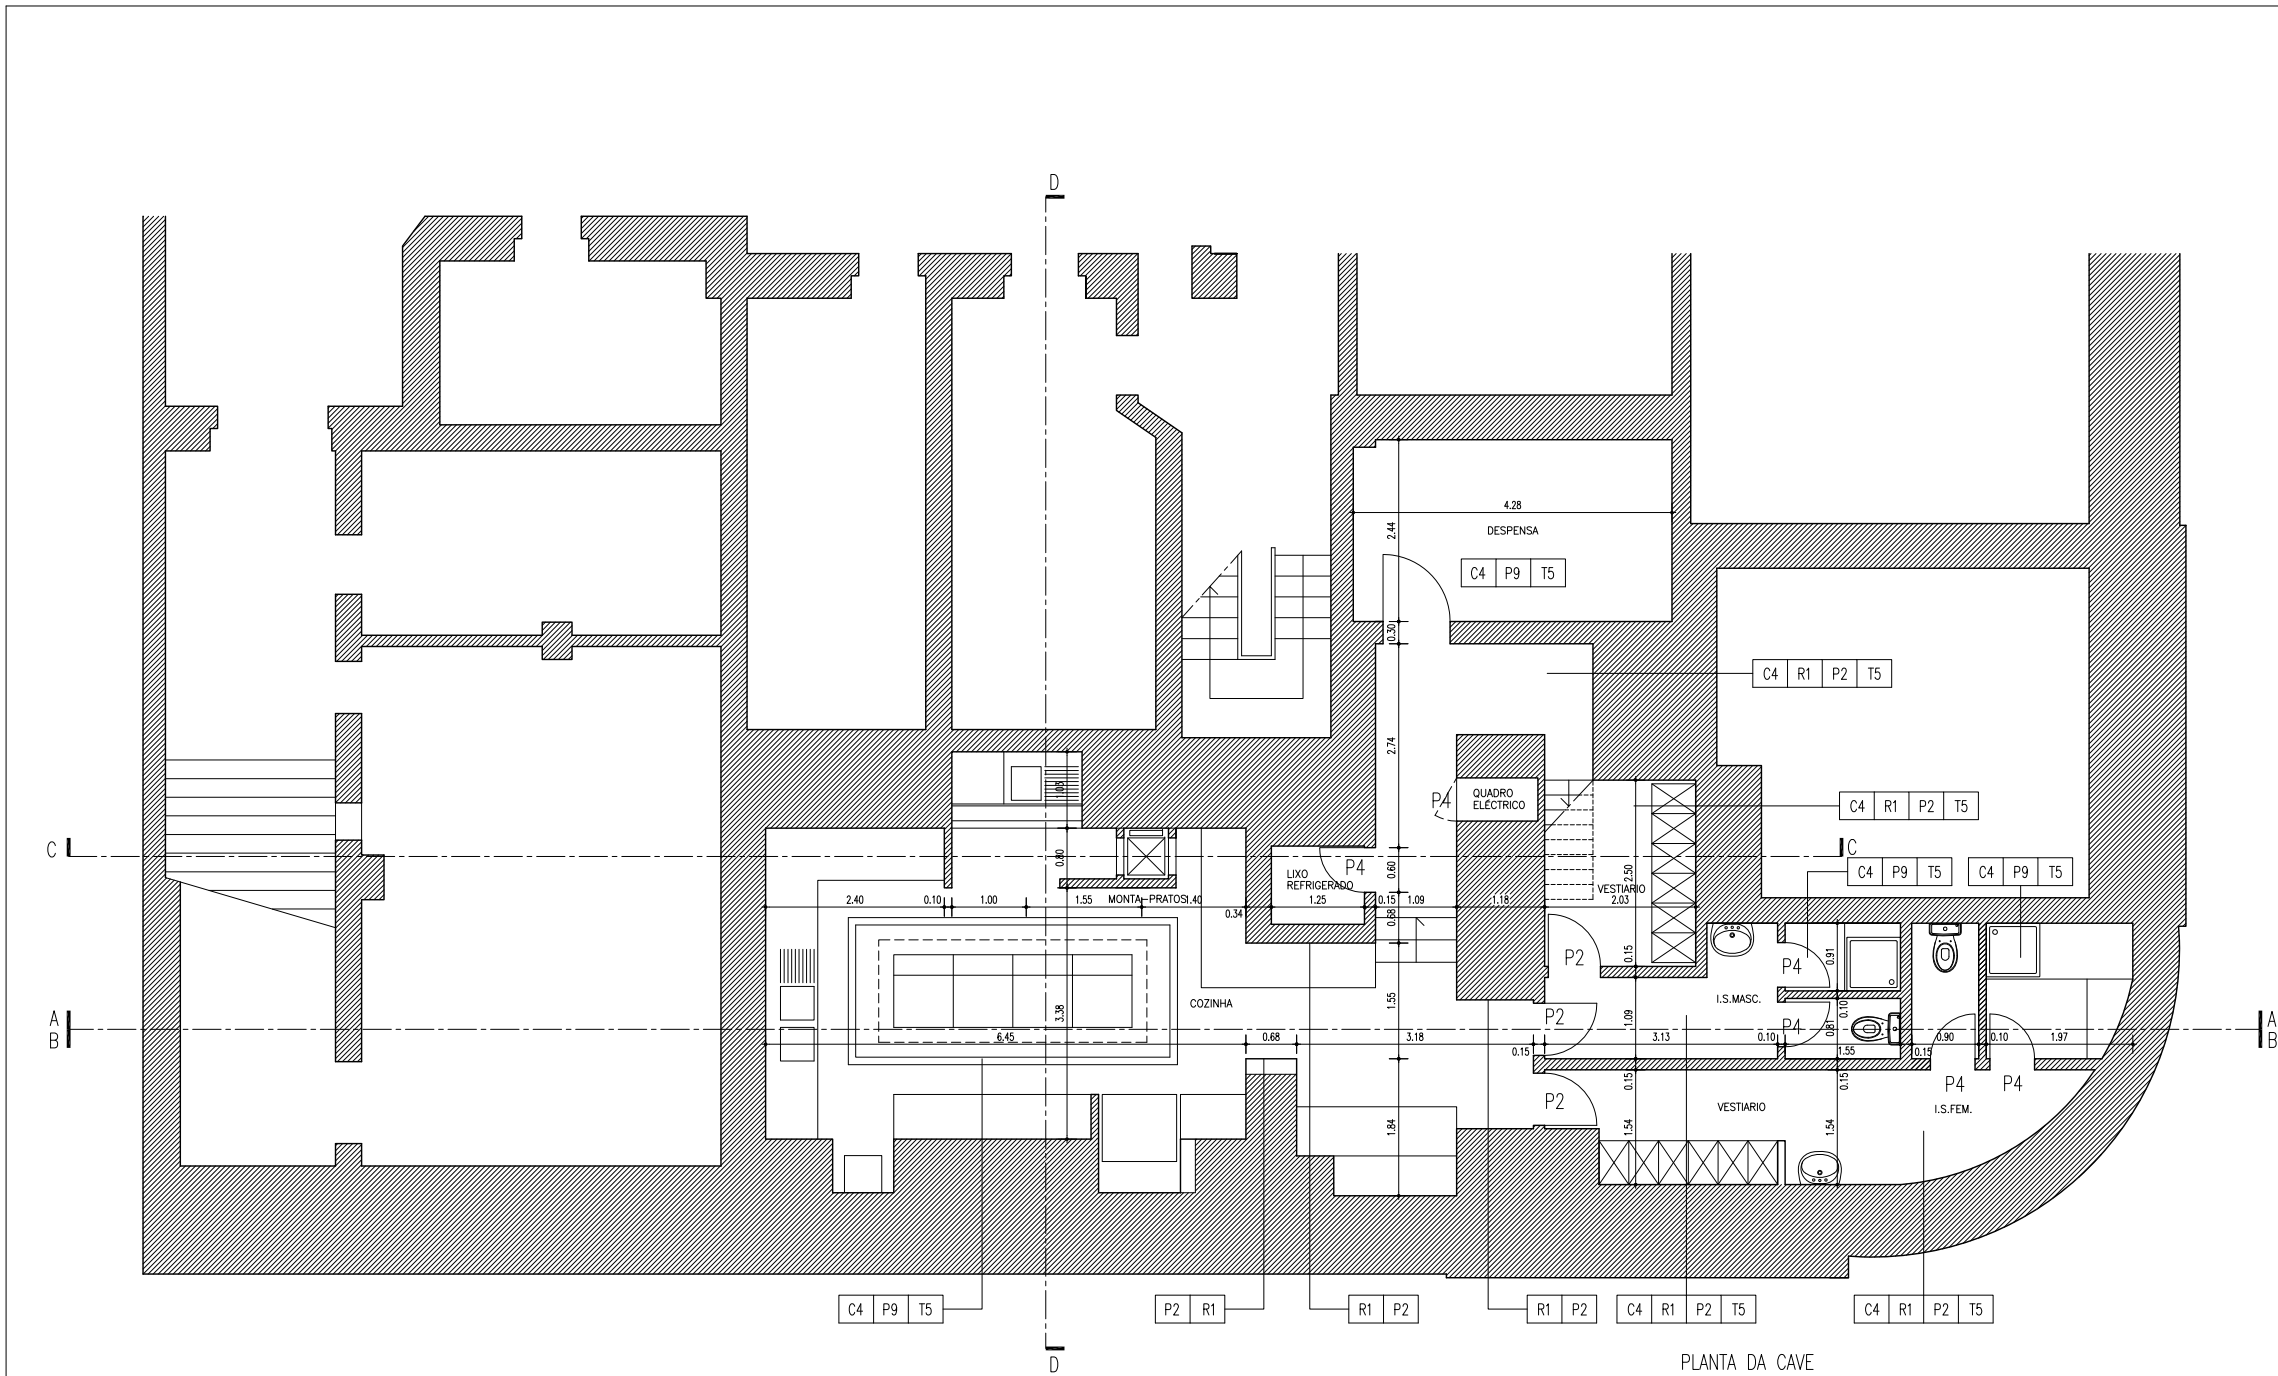 D
4.28
DESPENSA
2.44
C4 P9 T5
0.30
C4 R1 P2 T5
2.74
1.03
P4
QUADRO
ELÉCTRICO
C4 R1 P2 T5
C
C
0.80
P4
0.60
2.50
C4 P9 T5
C4 P9 T5
LIXO
REFRIGERADO
VESTIARIO
2.40
0.10
1.00
1.55
MONTA-PRATOS
1.40
0.34
1.25
0.15
1.09
0.68
1.18
2.03
P2
0.15
P4
0.91
COZINHA
3.38
1.55
I.S.MASC.
0.10
P2
1.09
P4
0.81
A
B
A
B
6.45
0.68
3.18
0.15
3.13
0.10
1.55
0.15
0.90
0.10
1.97
0.15
0.15
P4
P4
P2
VESTIARIO
I.S.FEM.
1.84
1.54
1.54
C4 P9 T5
P2 R1
R1 P2
R1 P2
C4 R1 P2 T5
C4 R1 P2 T5
D
PLANTA DA CAVE